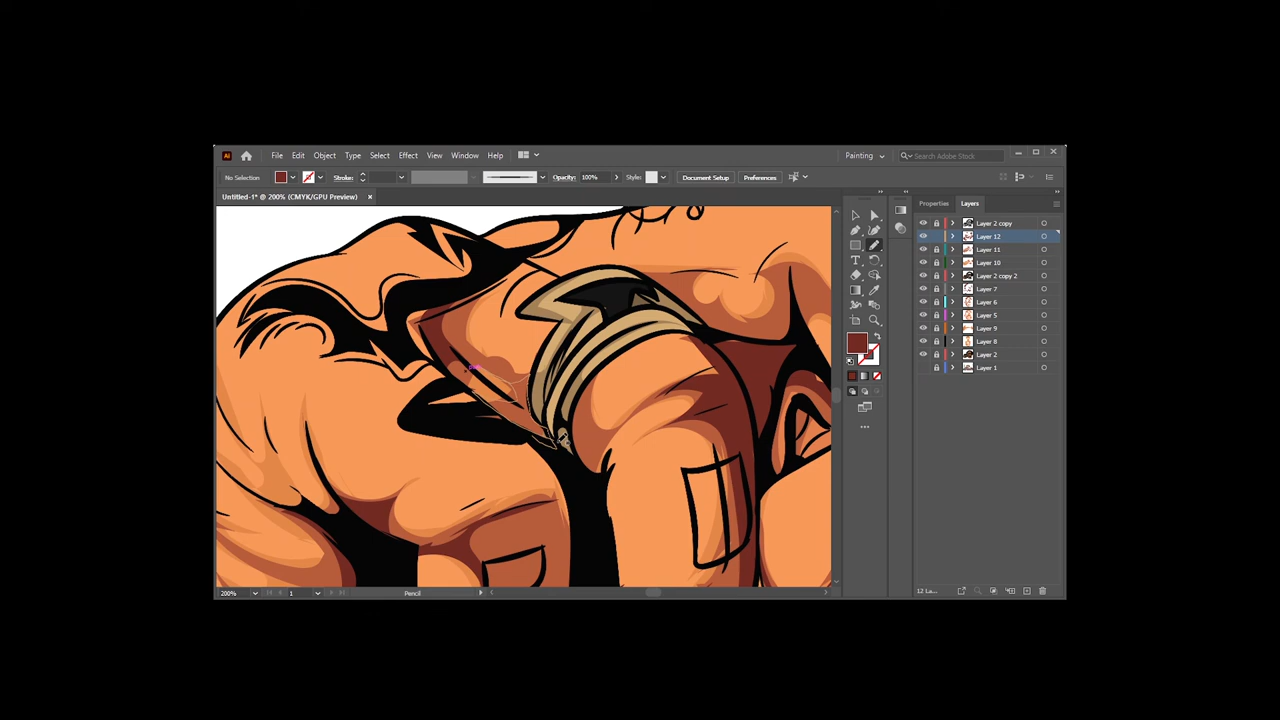 Ai File Edit Object Type Select Effect View Window Help Painting Search Adobe Stock
No Selection Stroke: Opacity: 100% Style: Document Setup Preferences
Untitled-1* @ 200% (CMYK/GPU Preview)
Properties Layers
Layer 2 copy
Layer 12
Layer 11
Layer 10
Layer 2 copy 2
Layer 7
Layer 6
Layer 5
Layer 9
Layer 8
Layer 2
Layer 1
200% 1 Pencil 12 La...